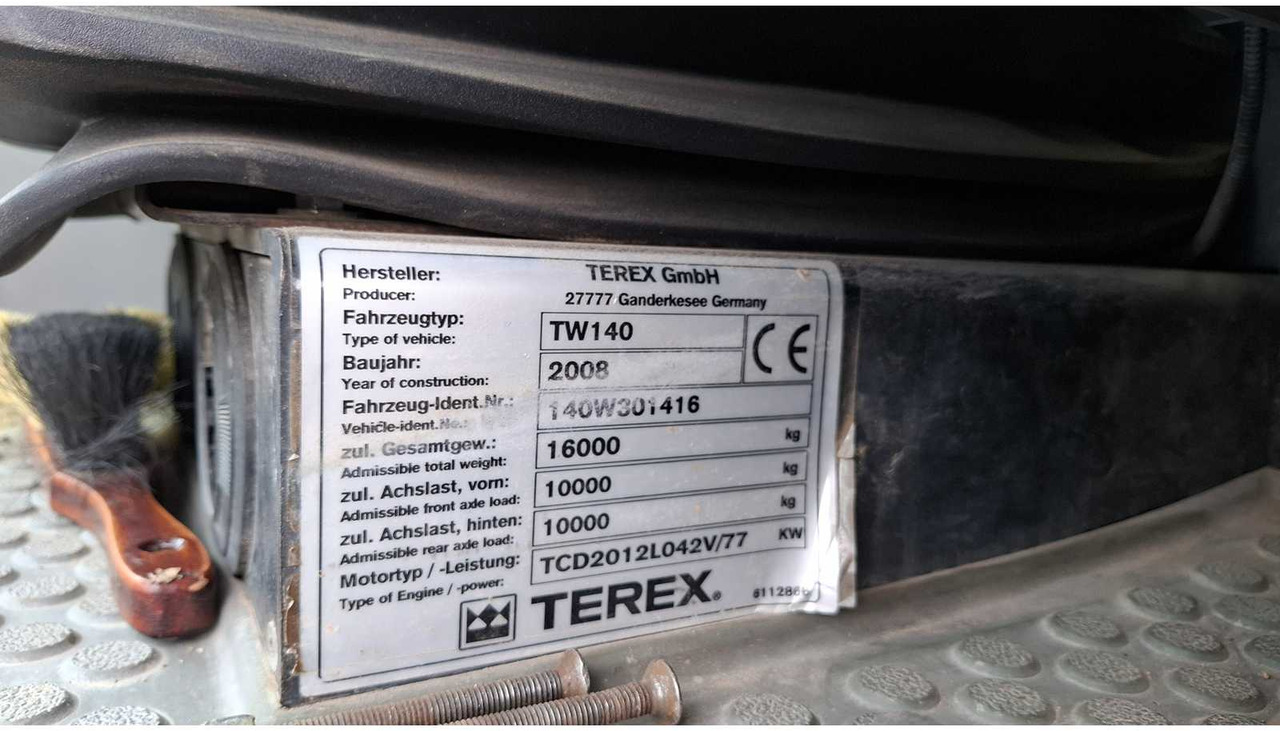 Hersteller: TEREX GmbH
Producer: 27777 Ganderkesee Germany
Fahrzeugtyp: TW140
Type of vehicle:
CE
Baujahr: 2008
Year of construction:
Fahrzeug-Ident.Nr.: 140W301416
Vehicle-ident.No.:
zul. Gesamtgew.: 16000 kg
Admissible total weight:
zul. Achslast, vorn: 10000 kg
Admissible front axle load:
zul. Achslast, hinten: 10000 kg
Admissible rear axle load:
Motortyp / -Leistung: TCD2012L042V/77 KW
Type of Engine / -power:
TEREX®